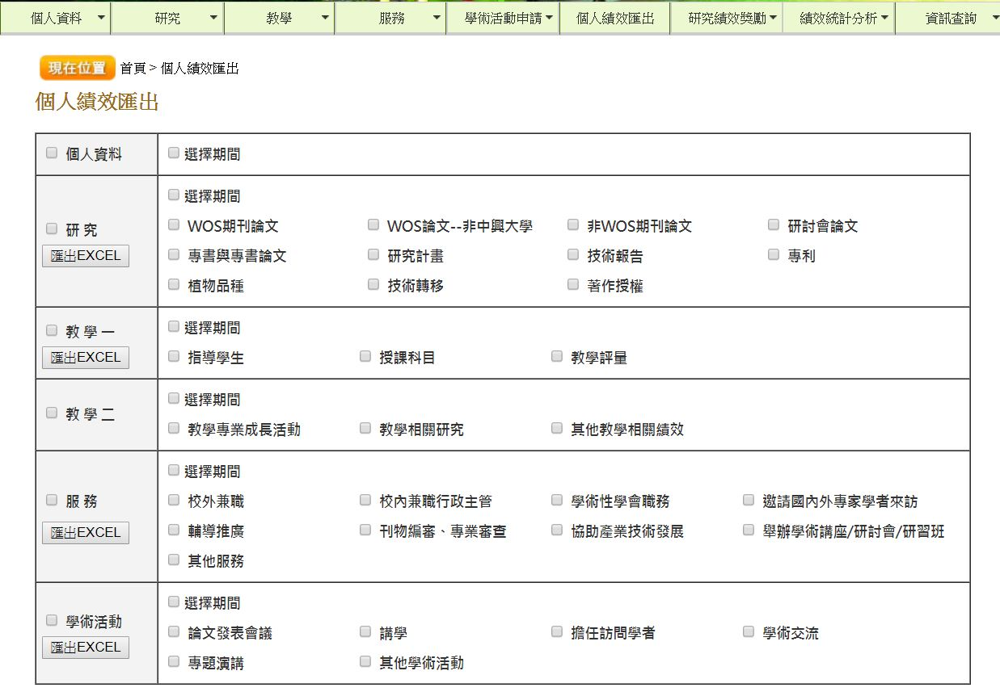 個人資料 研究 教學 服務 學術活動申請 個人績效匯出 研究績效獎勵 績效統計分析 資訊查詢
現在位置 首頁 > 個人績效匯出
個人績效匯出
個人資料 選擇期間
選擇期間
研 究 WOS期刊論文 WOS論文--非中興大學 非WOS期刊論文 研討會論文
匯出EXCEL 專書與專書論文 研究計畫 技術報告 專利
植物品種 技術轉移 著作授權
教 學 一 選擇期間
匯出EXCEL 指導學生 授課科目 教學評量
選擇期間
教 學 二
教學專業成長活動 教學相關研究 其他教學相關績效
選擇期間
服 務 校外兼職 校內兼職行政主管 學術性學會職務 邀請國內外專家學者來訪
匯出EXCEL 輔導推廣 刊物編審、專業審查 協助產業技術發展 舉辦學術講座/研討會/研習班
其他服務
選擇期間
學術活動 論文發表會議 講學 擔任訪問學者 學術交流
匯出EXCEL 專題演講 其他學術活動